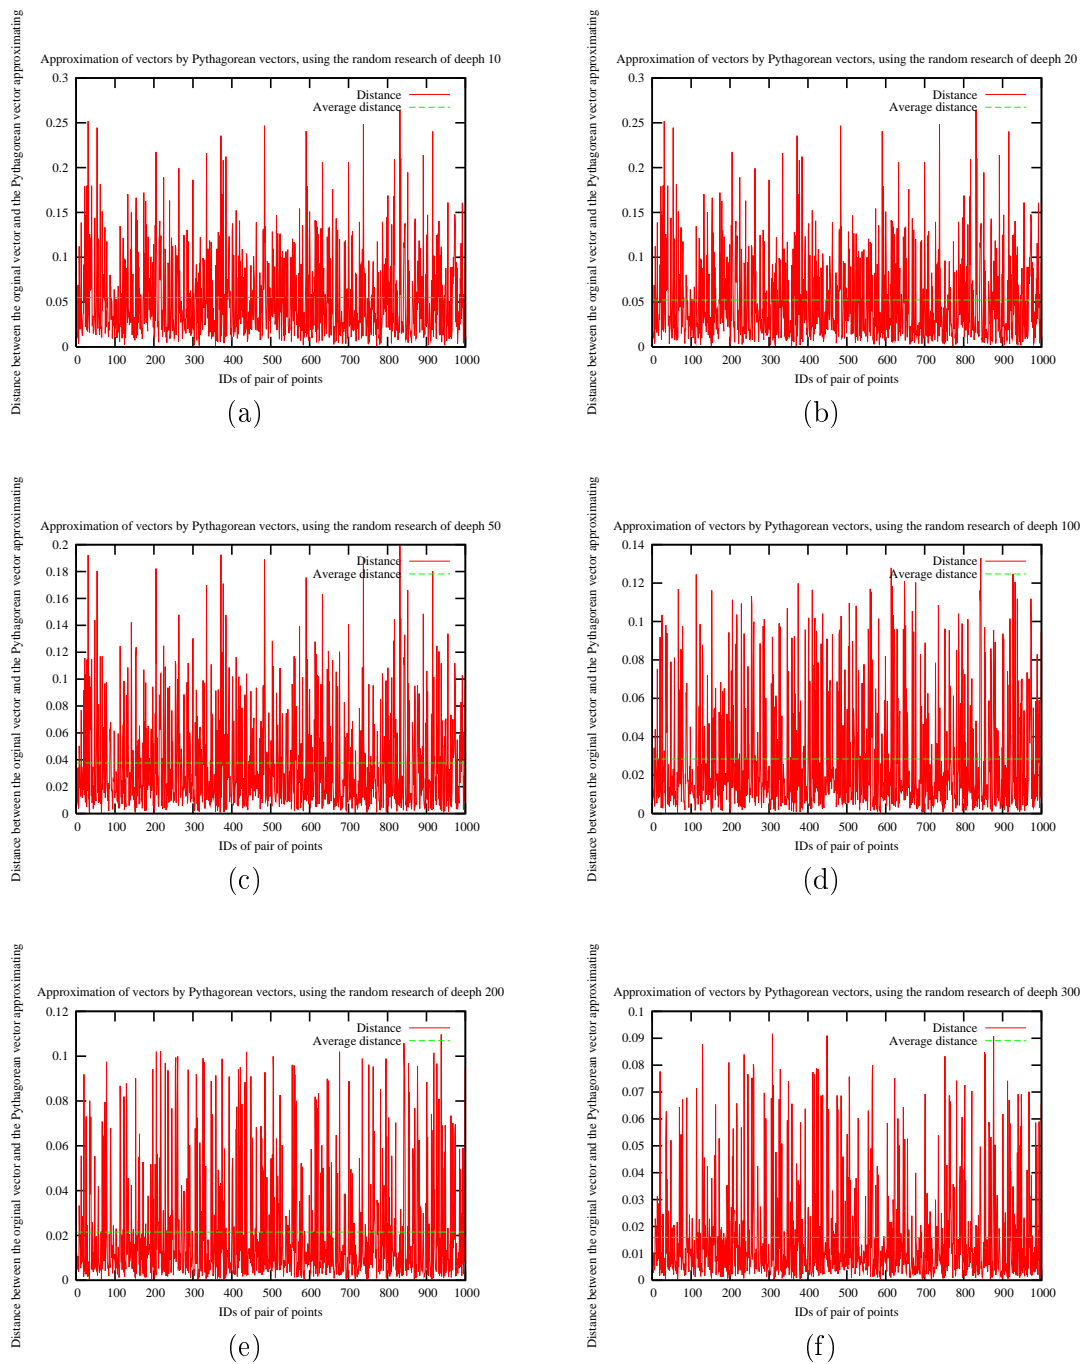 Approximation of vectors by Pythagorean vectors, using the random research of deeph 10
Distance between the orginal vector and the Pythagorean vector approximating
0.3
0.25
0.2
0.15
0.1
0.05
0
Distance
Average distance
0 100 200 300 400 500 600 700 800 900 1000
IDs of pair of points
(a)
Approximation of vectors by Pythagorean vectors, using the random research of deeph 20
Distance between the orginal vector and the Pythagorean vector approximating
0.3
0.25
0.2
0.15
0.1
0.05
0
Distance
Average distance
0 100 200 300 400 500 600 700 800 900 1000
IDs of pair of points
(b)
Approximation of vectors by Pythagorean vectors, using the random research of deeph 50
Distance between the orginal vector and the Pythagorean vector approximating
0.2
0.18
0.16
0.14
0.12
0.1
0.08
0.06
0.04
0.02
0
Distance
Average distance
0 100 200 300 400 500 600 700 800 900 1000
IDs of pair of points
(c)
Approximation of vectors by Pythagorean vectors, using the random research of deeph 100
Distance between the orginal vector and the Pythagorean vector approximating
0.14
0.12
0.1
0.08
0.06
0.04
0.02
0
Distance
Average distance
0 100 200 300 400 500 600 700 800 900 1000
IDs of pair of points
(d)
Approximation of vectors by Pythagorean vectors, using the random research of deeph 200
Distance between the orginal vector and the Pythagorean vector approximating
0.12
0.1
0.08
0.06
0.04
0.02
0
Distance
Average distance
0 100 200 300 400 500 600 700 800 900 1000
IDs of pair of points
(e)
Approximation of vectors by Pythagorean vectors, using the random research of deeph 300
Distance between the orginal vector and the Pythagorean vector approximating
0.1
0.09
0.08
0.07
0.06
0.05
0.04
0.03
0.02
0.01
0
Distance
Average distance
0 100 200 300 400 500 600 700 800 900 1000
IDs of pair of points
(f)